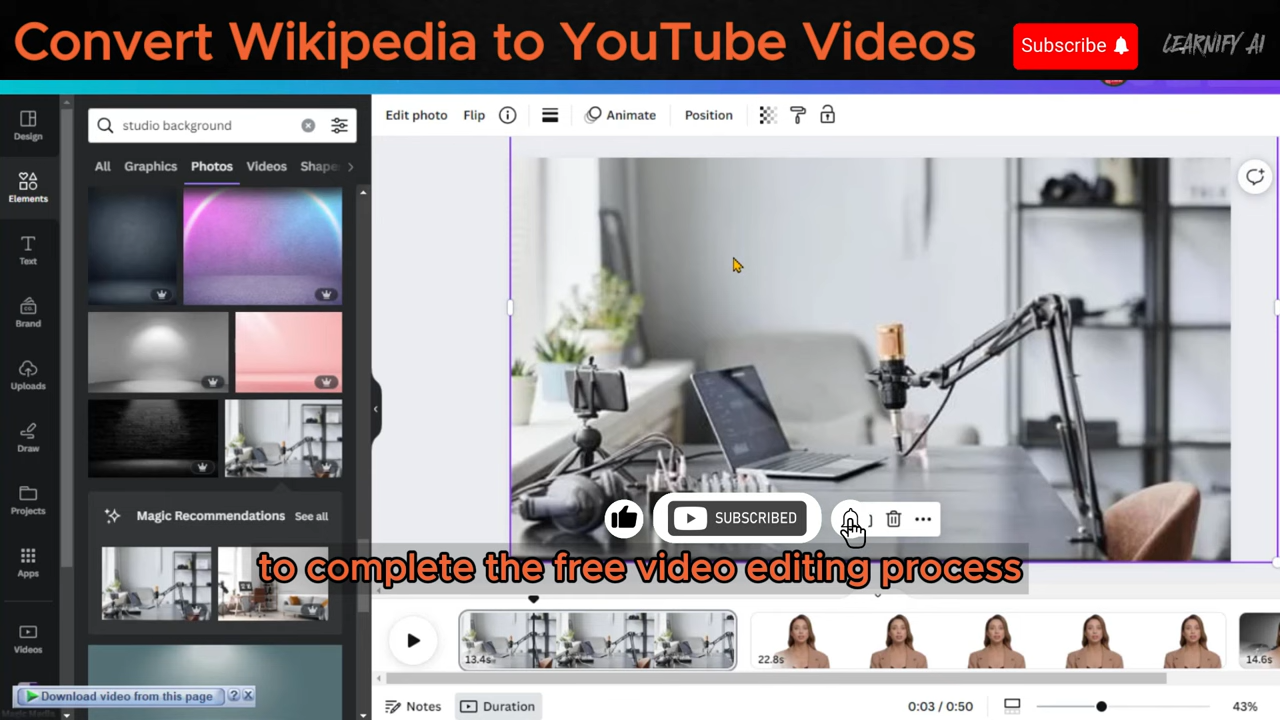 Convert Wikipedia to YouTube Videos
Subscribe
LEARNIFY AI
Design
Elements
Text
Brand
Uploads
Draw
Projects
Apps
Videos
studio background
All Graphics Photos Videos Shape
Magic Recommendations See all
Download video from this page ? X
Edit photo Flip Animate Position
SUBSCRIBED
to complete the free video editing process
13.4s 22.8s 14.6s
Notes Duration 0:03 / 0:50 43%